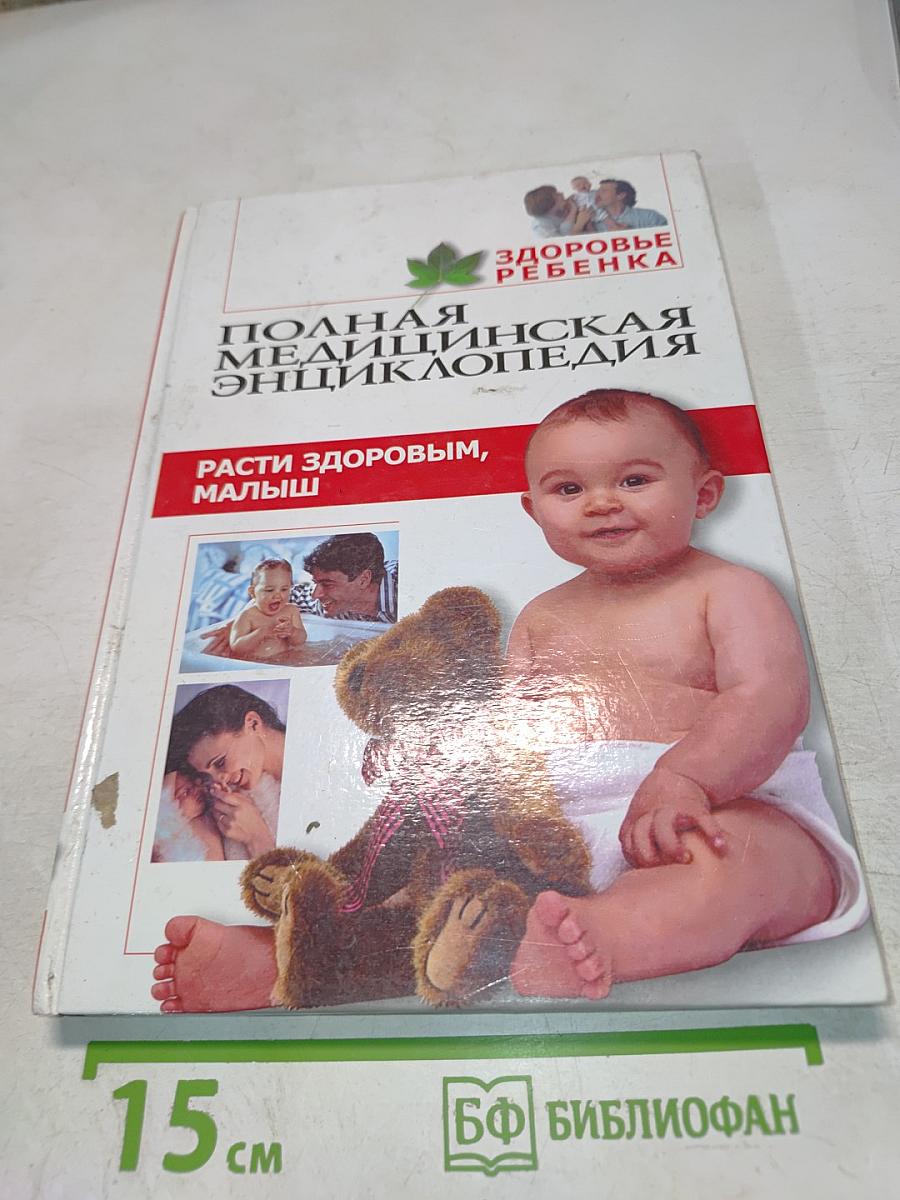 ЗДОРОВЬЕ
РЕБЕНКА
ПОЛНАЯ
МЕДИЦИНСКАЯ
ЭНЦИКЛОПЕДИЯ
РАСТИ ЗДОРОВЫМ,
МАЛЫШ
15 см
БФ БИБЛИОФАН